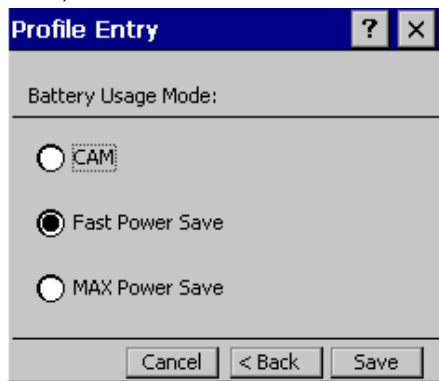 Profile Entry ? ×
Battery Usage Mode:
CAM
Fast Power Save
MAX Power Save
Cancel < Back Save